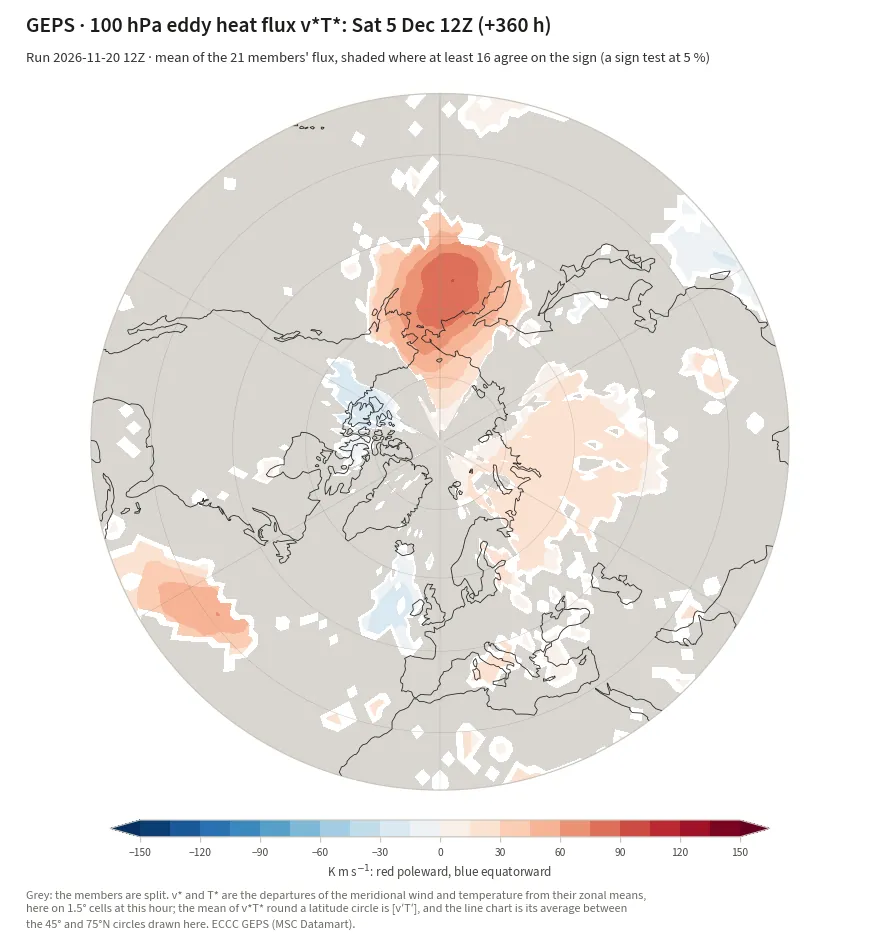 GEPS · 100 hPa eddy heat flux v*T*: Sat 5 Dec 12Z (+360 h)
Run 2026-11-20 12Z · mean of the 21 members' flux, shaded where at least 16 agree on the sign (a sign test at 5 %)
−150 −120 −90 −60 −30 0 30 60 90 120 150
K m s⁻¹: red poleward, blue equatorward
Grey: the members are split. v* and T* are the departures of the meridional wind and temperature from their zonal means,
here on 1.5° cells at this hour; the mean of v*T* round a latitude circle is [v'T'], and the line chart is its average between
the 45° and 75°N circles drawn here. ECCC GEPS (MSC Datamart).